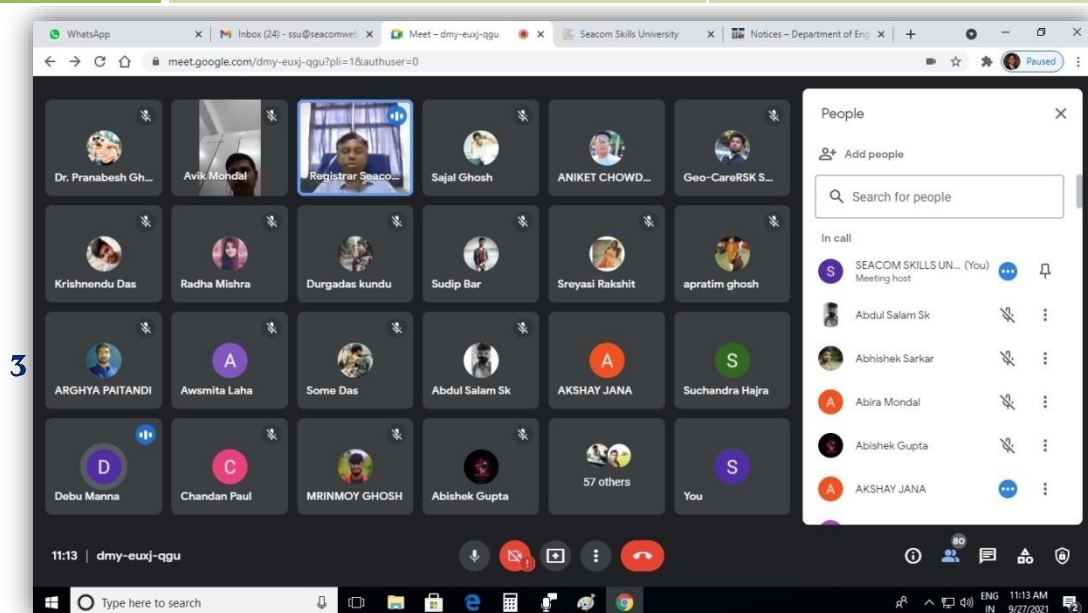 WhatsApp
Inbox (24) - ssu@seacomwe
Meet – dmy-euxj-qgu
Seacom Skills University
Notices – Department of Eng
meet.google.com/dmy-euxj-qgu?pli=1&authuser=0
Paused
Dr. Pranabesh Gh...
Avik Mondal
Registrar Seaco...
Sajal Ghosh
ANIKET CHOWD...
Geo-CareRSK S...
Krishnendu Das
Radha Mishra
Durgadas kundu
Sudip Bar
Sreyasi Rakshit
apratim ghosh
3
ARGHYA PAITANDI
A
Awsmita Laha
Some Das
Abdul Salam Sk
A
AKSHAY JANA
S
Suchandra Hajra
D
Debu Manna
C
Chandan Paul
MRINMOY GHOSH
Abishek Gupta
57 others
S
You
People
Add people
Search for people
In call
S
SEACOM SKILLS UN... (You)
Meeting host
Abdul Salam Sk
Abhishek Sarkar
A
Abira Mondal
Abishek Gupta
A
AKSHAY JANA
11:13 | dmy-euxj-qgu
80
Type here to search
ENG
IN
11:13 AM
9/27/2021